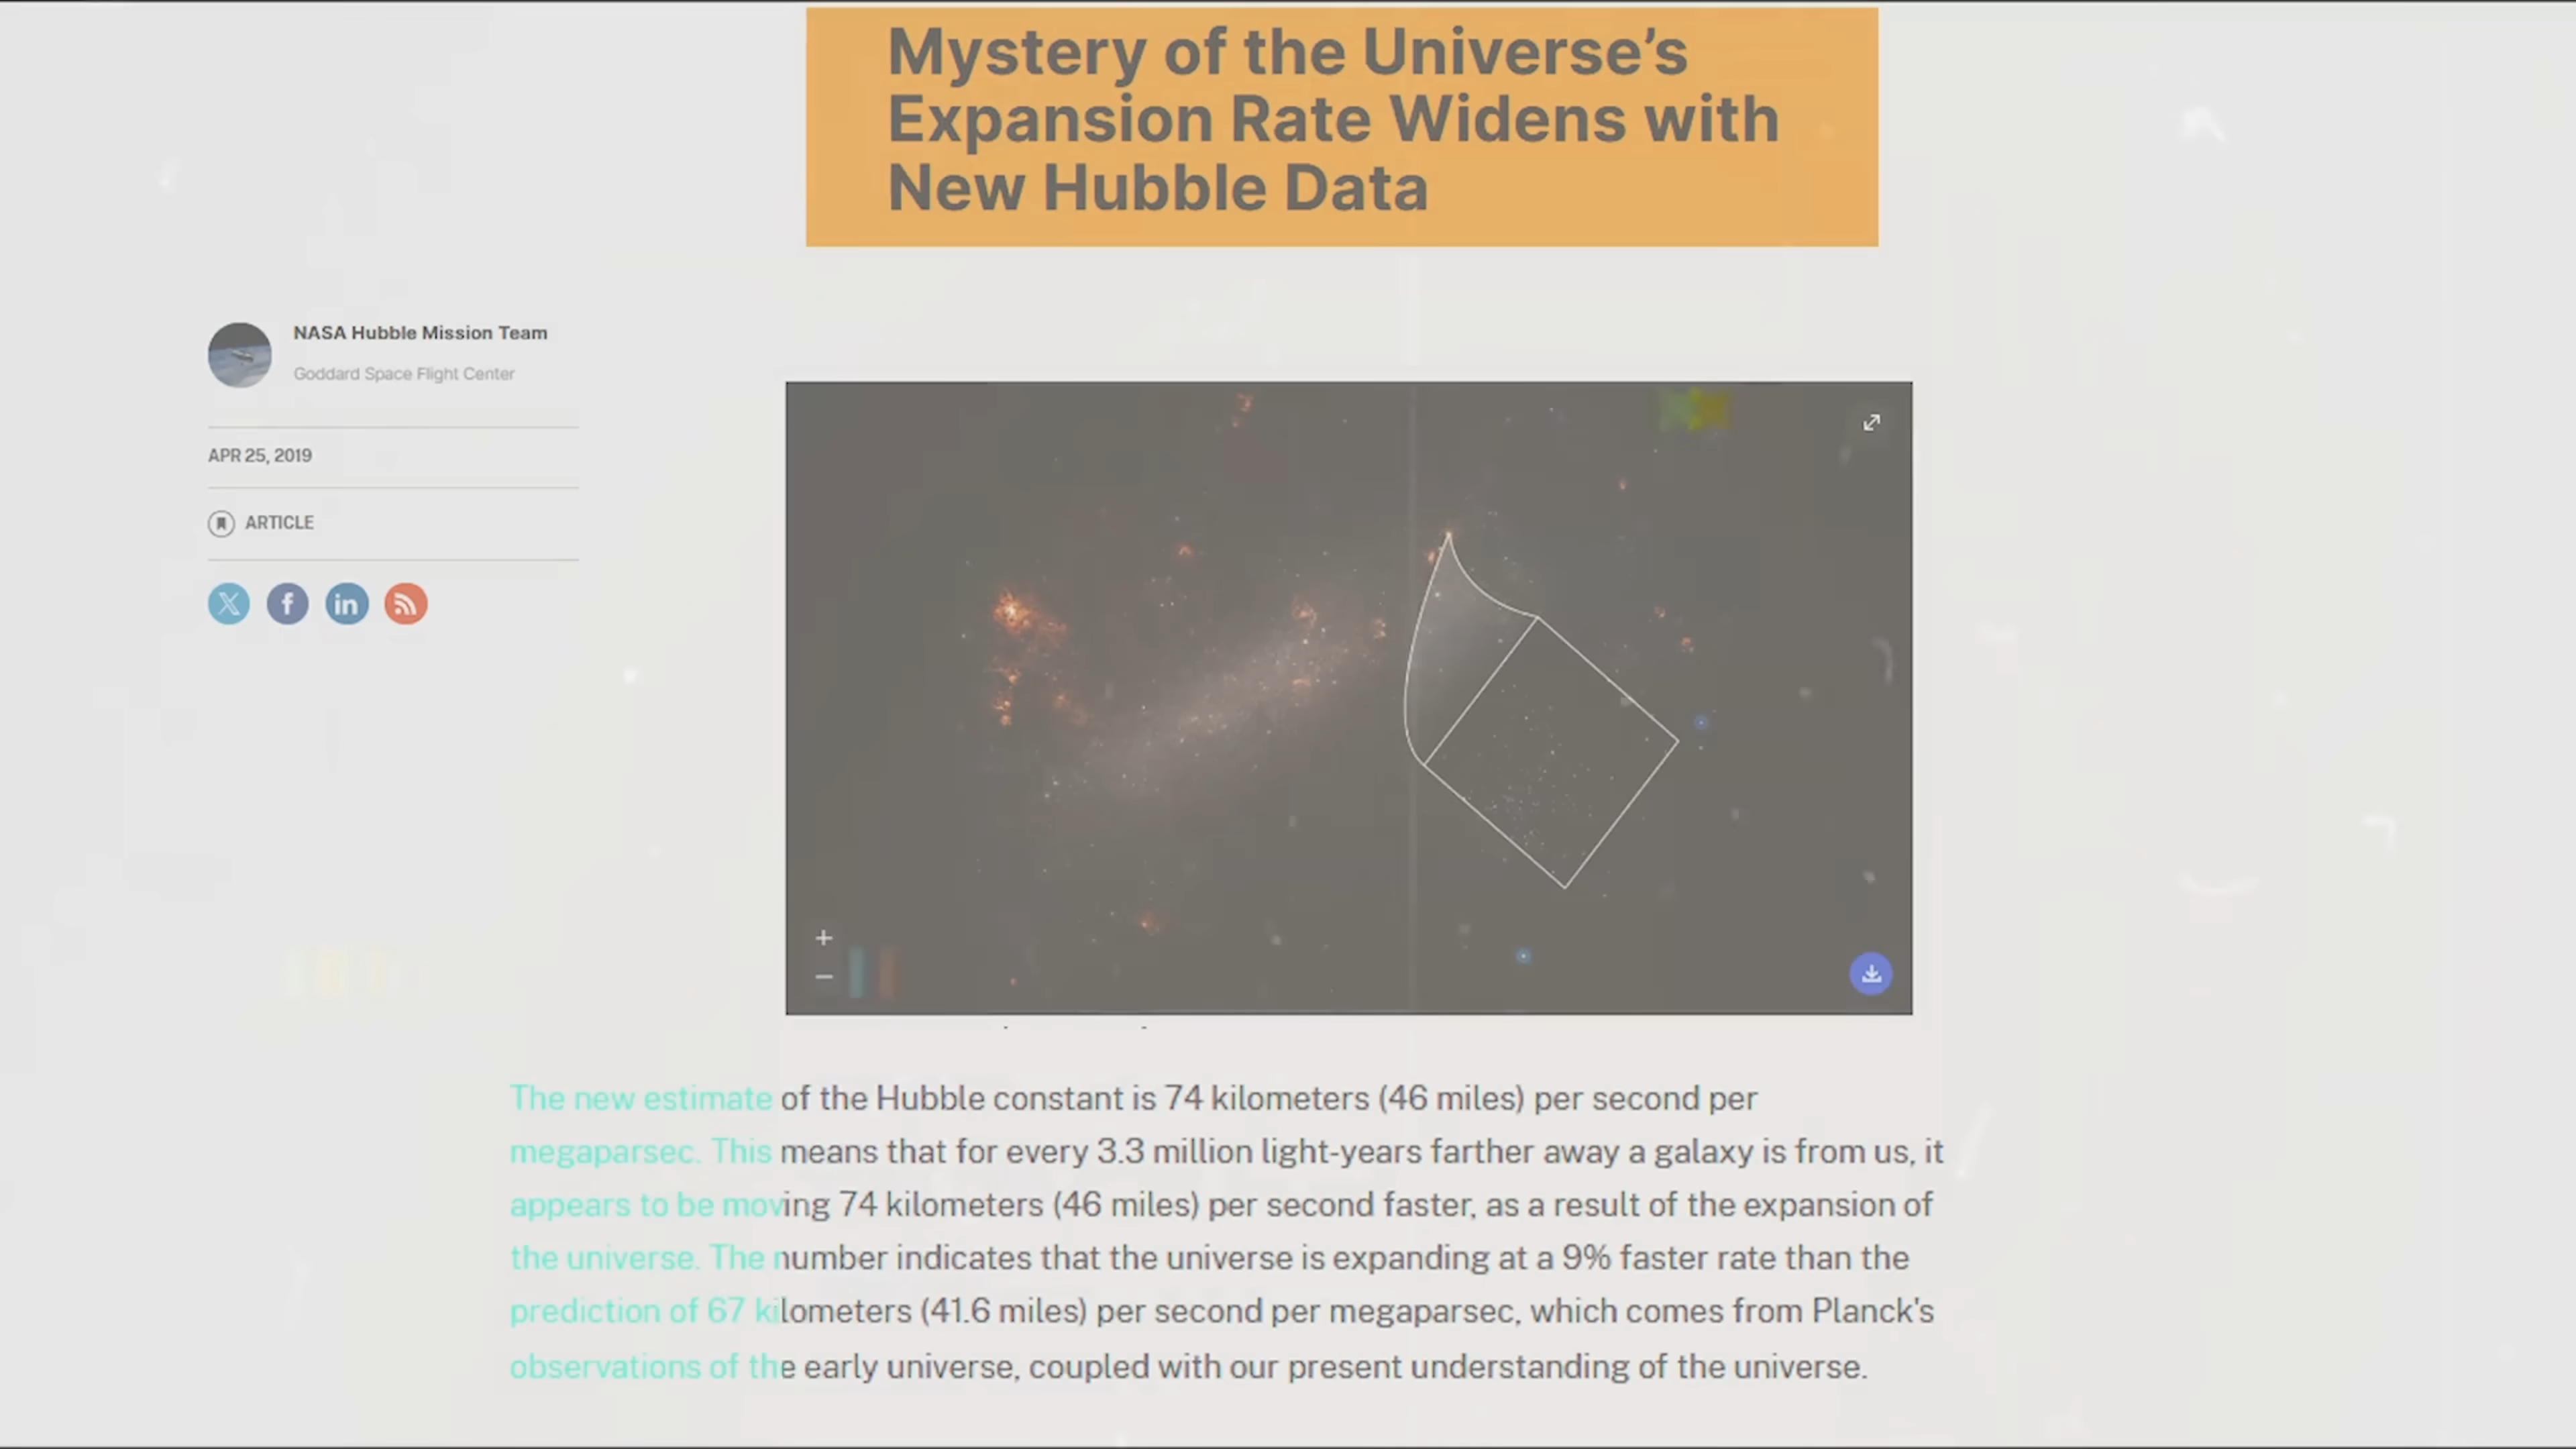 Mystery of the Universe’s
Expansion Rate Widens with
New Hubble Data
NASA Hubble Mission Team
Goddard Space Flight Center
APR 25, 2019
ARTICLE
The new estimate of the Hubble constant is 74 kilometers (46 miles) per second per
megaparsec. This means that for every 3.3 million light-years farther away a galaxy is from us, it
appears to be moving 74 kilometers (46 miles) per second faster, as a result of the expansion of
the universe. The number indicates that the universe is expanding at a 9% faster rate than the
prediction of 67 kilometers (41.6 miles) per second per megaparsec, which comes from Planck's
observations of the early universe, coupled with our present understanding of the universe.